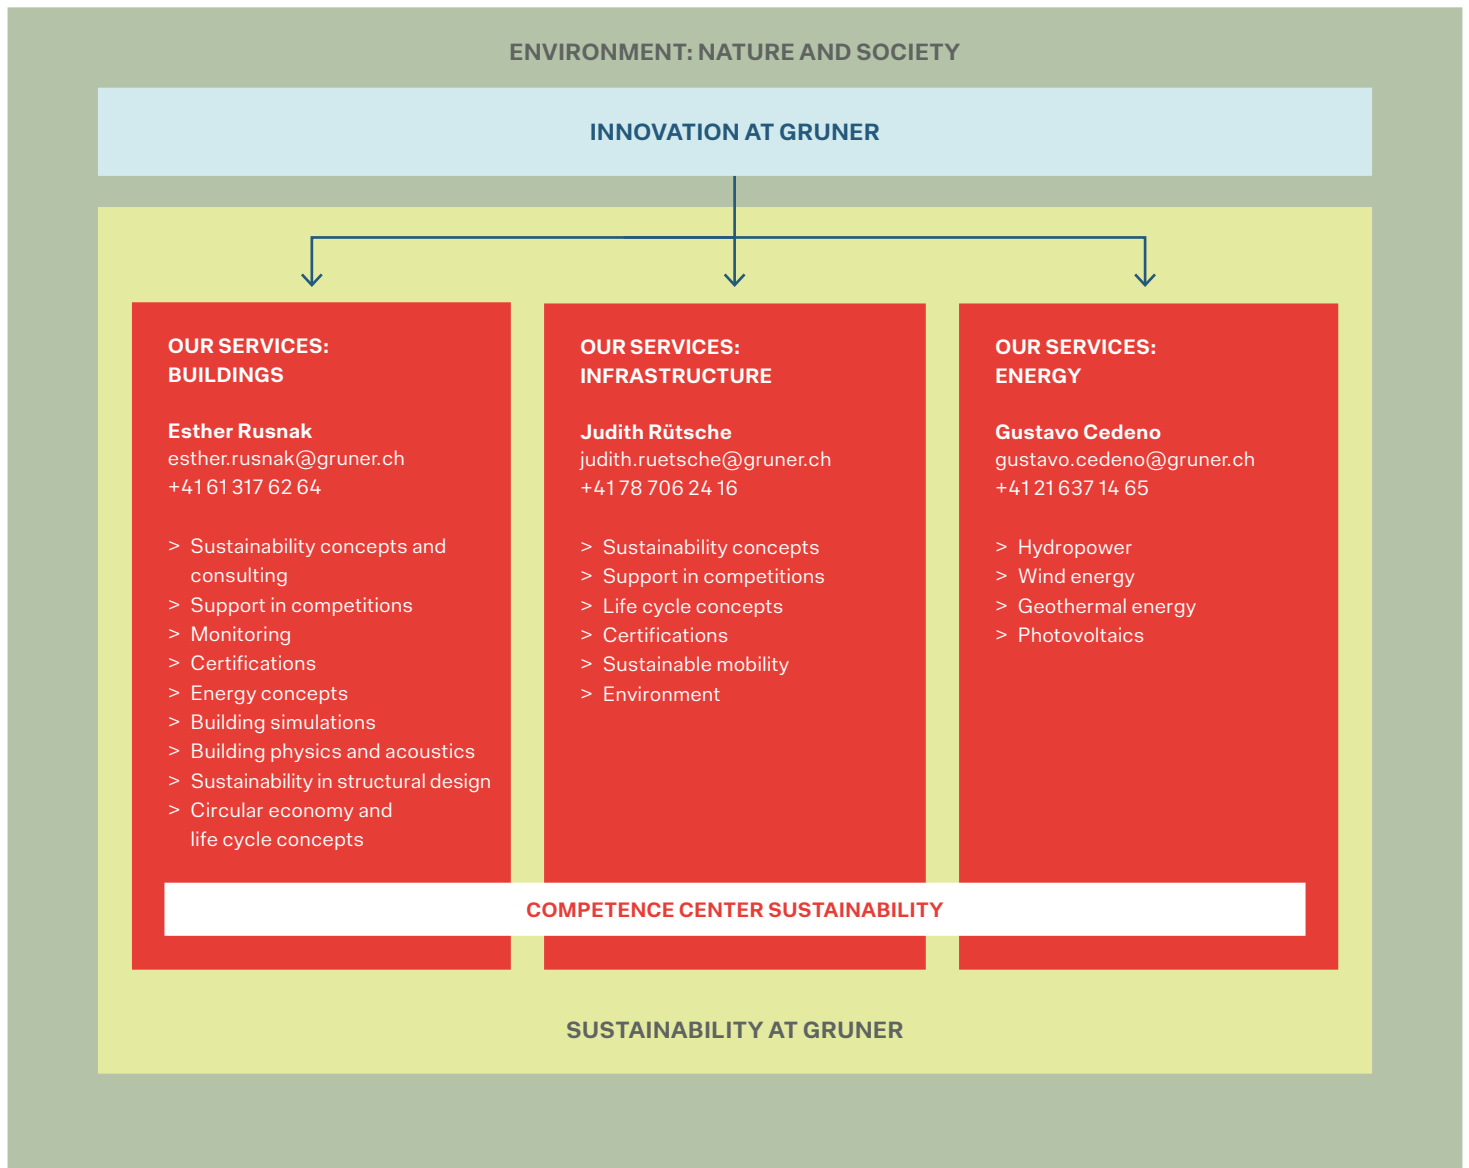 ENVIRONMENT: NATURE AND SOCIETY
INNOVATION AT GRUNER
OUR SERVICES:
BUILDINGS
Esther Rusnak
esther.rusnak@gruner.ch
+41 61 317 62 64
> Sustainability concepts and
consulting
> Support in competitions
> Monitoring
> Certifications
> Energy concepts
> Building simulations
> Building physics and acoustics
> Sustainability in structural design
> Circular economy and
life cycle concepts
OUR SERVICES:
INFRASTRUCTURE
Judith Rütsche
judith.ruetsche@gruner.ch
+41 78 706 24 16
> Sustainability concepts
> Support in competitions
> Life cycle concepts
> Certifications
> Sustainable mobility
> Environment
OUR SERVICES:
ENERGY
Gustavo Cedeno
gustavo.cedeno@gruner.ch
+41 21 637 14 65
> Hydropower
> Wind energy
> Geothermal energy
> Photovoltaics
COMPETENCE CENTER SUSTAINABILITY
SUSTAINABILITY AT GRUNER